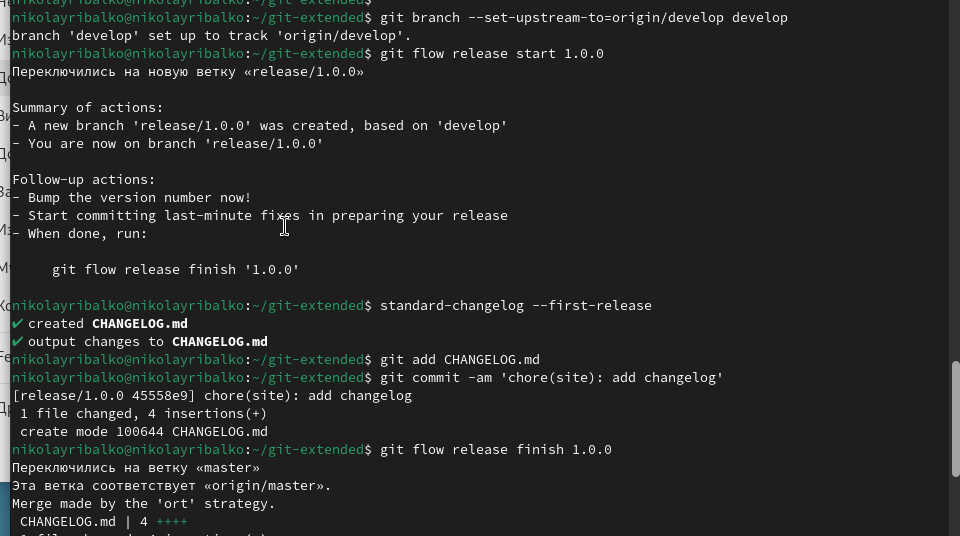 nikolayribalko@nikolayribalko:~/git-extended$ git branch --set-upstream-to=origin/develop develop
branch 'develop' set up to track 'origin/develop'.
nikolayribalko@nikolayribalko:~/git-extended$ git flow release start 1.0.0
Переключились на новую ветку «release/1.0.0»
Summary of actions:
- A new branch 'release/1.0.0' was created, based on 'develop'
- You are now on branch 'release/1.0.0'
Follow-up actions:
- Bump the version number now!
- Start committing last-minute fixes in preparing your release
- When done, run:
git flow release finish '1.0.0'
nikolayribalko@nikolayribalko:~/git-extended$ standard-changelog --first-release
✔ created CHANGELOG.md
✔ output changes to CHANGELOG.md
nikolayribalko@nikolayribalko:~/git-extended$ git add CHANGELOG.md
nikolayribalko@nikolayribalko:~/git-extended$ git commit -am 'chore(site): add changelog'
[release/1.0.0 45558e9] chore(site): add changelog
1 file changed, 4 insertions(+)
create mode 100644 CHANGELOG.md
nikolayribalko@nikolayribalko:~/git-extended$ git flow release finish 1.0.0
Переключились на ветку «master»
Эта ветка соответствует «origin/master».
Merge made by the 'ort' strategy.
CHANGELOG.md | 4 ++++